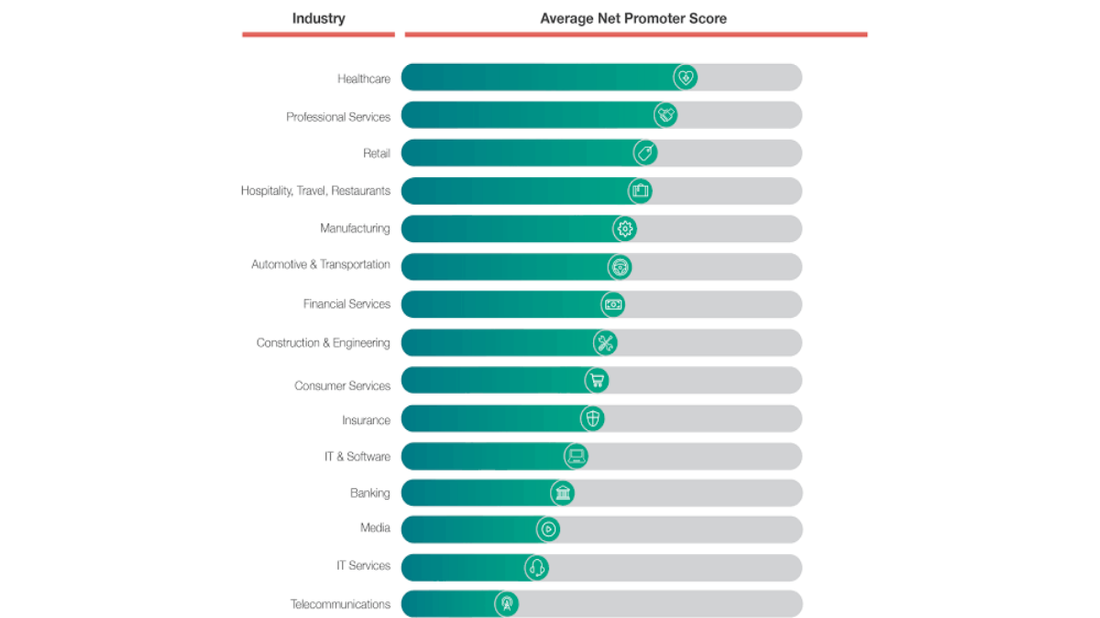 Industry Average Net Promoter Score
Healthcare
Professional Services
Retail
Hospitality, Travel, Restaurants
Manufacturing
Automotive & Transportation
Financial Services
Construction & Engineering
Consumer Services
Insurance
IT & Software
Banking
Media
IT Services
Telecommunications